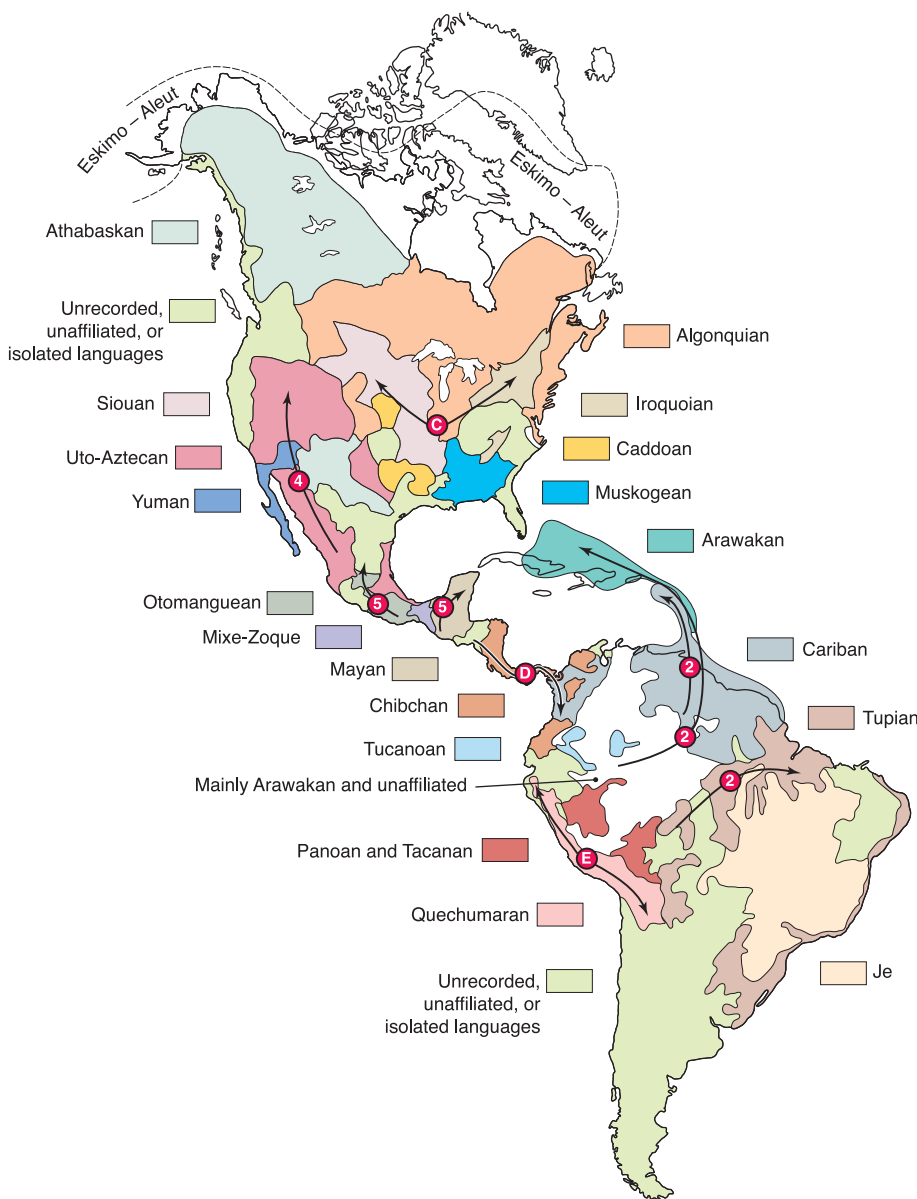 Eskimo – Aleut
Eskimo – Aleut
Athabaskan
Unrecorded,
unaffiliated, or
isolated languages
Algonquian
Siouan
Iroquoian
C
Uto-Aztecan
Caddoan
4
Yuman
Muskogean
Arawakan
Otomanguean
5
5
Mixe-Zoque
Mayan
Cariban
2
D
Chibchan
Tupian
Tucanoan
2
Mainly Arawakan and unaffiliated
2
Panoan and Tacanan
E
Quechumaran
Je
Unrecorded,
unaffiliated, or
isolated languages